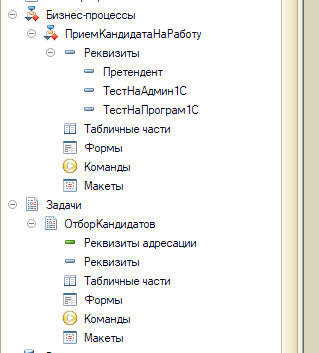 Бизнес-процессы
ПриемКандидатаНаРаботу
Реквизиты
Претендент
ТестНаАдмин1С
ТестНаПрограм1С
Табличные части
Формы
Команды
Макеты
Задачи
ОтборКандидатов
Реквизиты адресации
Реквизиты
Табличные части
Формы
Команды
Макеты